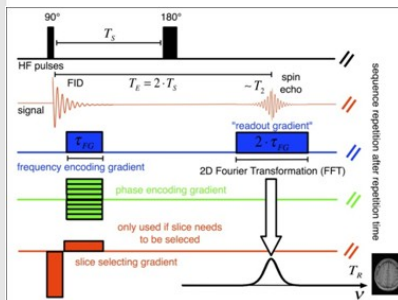 90° 180°
T_S
HF pulses
FID
T_E = 2 · T_S
~ T_2
spin
echo
signal
"readout gradient"
τ_FG
2 · τ_FG
frequency encoding gradient
2D Fourier Transformation (FFT)
phase encoding gradient
only used if slice needs
to be seleced
slice selecting gradient
T_R
ν
sequence repetition after repetition time